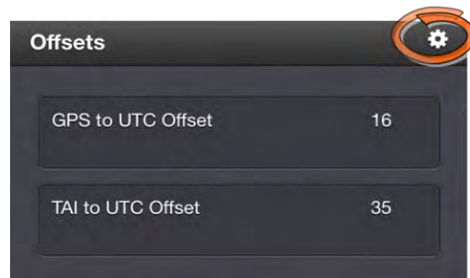 Offsets
GPS to UTC Offset 16
TAI to UTC Offset 35